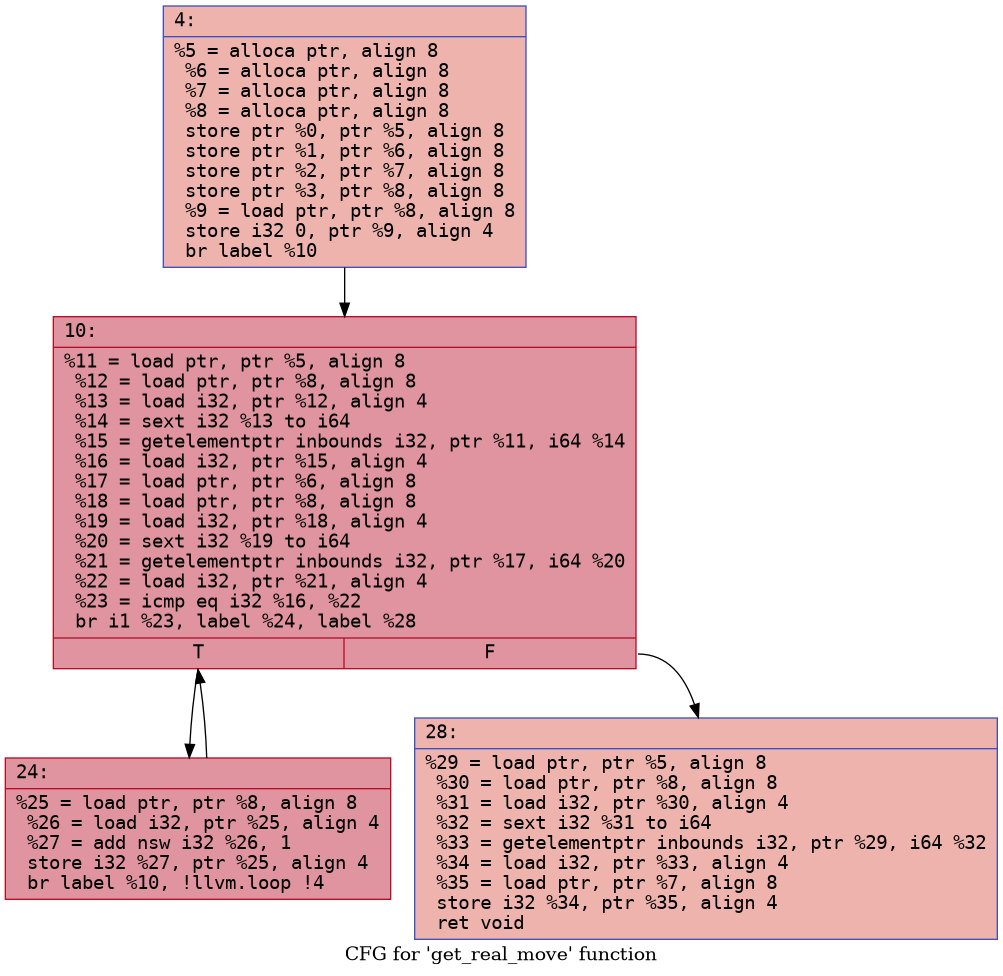 4:
%5 = alloca ptr, align 8
%6 = alloca ptr, align 8
%7 = alloca ptr, align 8
%8 = alloca ptr, align 8
store ptr %0, ptr %5, align 8
store ptr %1, ptr %6, align 8
store ptr %2, ptr %7, align 8
store ptr %3, ptr %8, align 8
%9 = load ptr, ptr %8, align 8
store i32 0, ptr %9, align 4
br label %10
10:
%11 = load ptr, ptr %5, align 8
%12 = load ptr, ptr %8, align 8
%13 = load i32, ptr %12, align 4
%14 = sext i32 %13 to i64
%15 = getelementptr inbounds i32, ptr %11, i64 %14
%16 = load i32, ptr %15, align 4
%17 = load ptr, ptr %6, align 8
%18 = load ptr, ptr %8, align 8
%19 = load i32, ptr %18, align 4
%20 = sext i32 %19 to i64
%21 = getelementptr inbounds i32, ptr %17, i64 %20
%22 = load i32, ptr %21, align 4
%23 = icmp eq i32 %16, %22
br i1 %23, label %24, label %28
T F
24:
%25 = load ptr, ptr %8, align 8
%26 = load i32, ptr %25, align 4
%27 = add nsw i32 %26, 1
store i32 %27, ptr %25, align 4
br label %10, !llvm.loop !4
28:
%29 = load ptr, ptr %5, align 8
%30 = load ptr, ptr %8, align 8
%31 = load i32, ptr %30, align 4
%32 = sext i32 %31 to i64
%33 = getelementptr inbounds i32, ptr %29, i64 %32
%34 = load i32, ptr %33, align 4
%35 = load ptr, ptr %7, align 8
store i32 %34, ptr %35, align 4
ret void
CFG for 'get_real_move' function